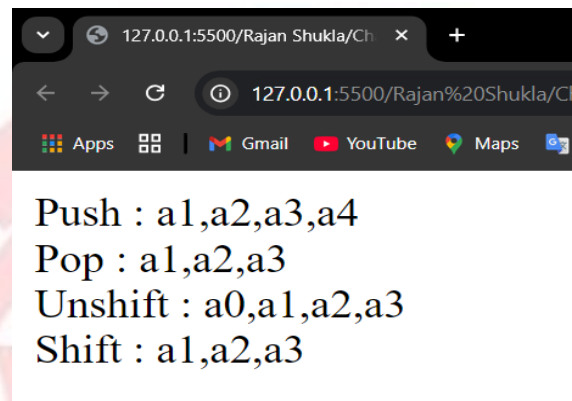 127.0.0.1:5500/Rajan Shukla/Ch
127.0.0.1:5500/Rajan%20Shukla/Cl
Apps Gmail YouTube Maps
Push : a1,a2,a3,a4
Pop : a1,a2,a3
Unshift : a0,a1,a2,a3
Shift : a1,a2,a3